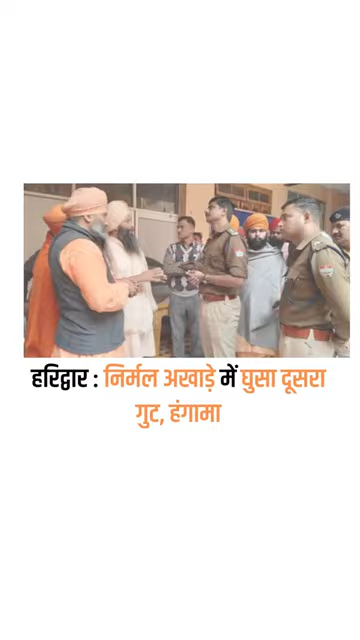 हरिद्वार : निर्मल अखाड़े में घुसा दूसरा
गुट, हंगामा